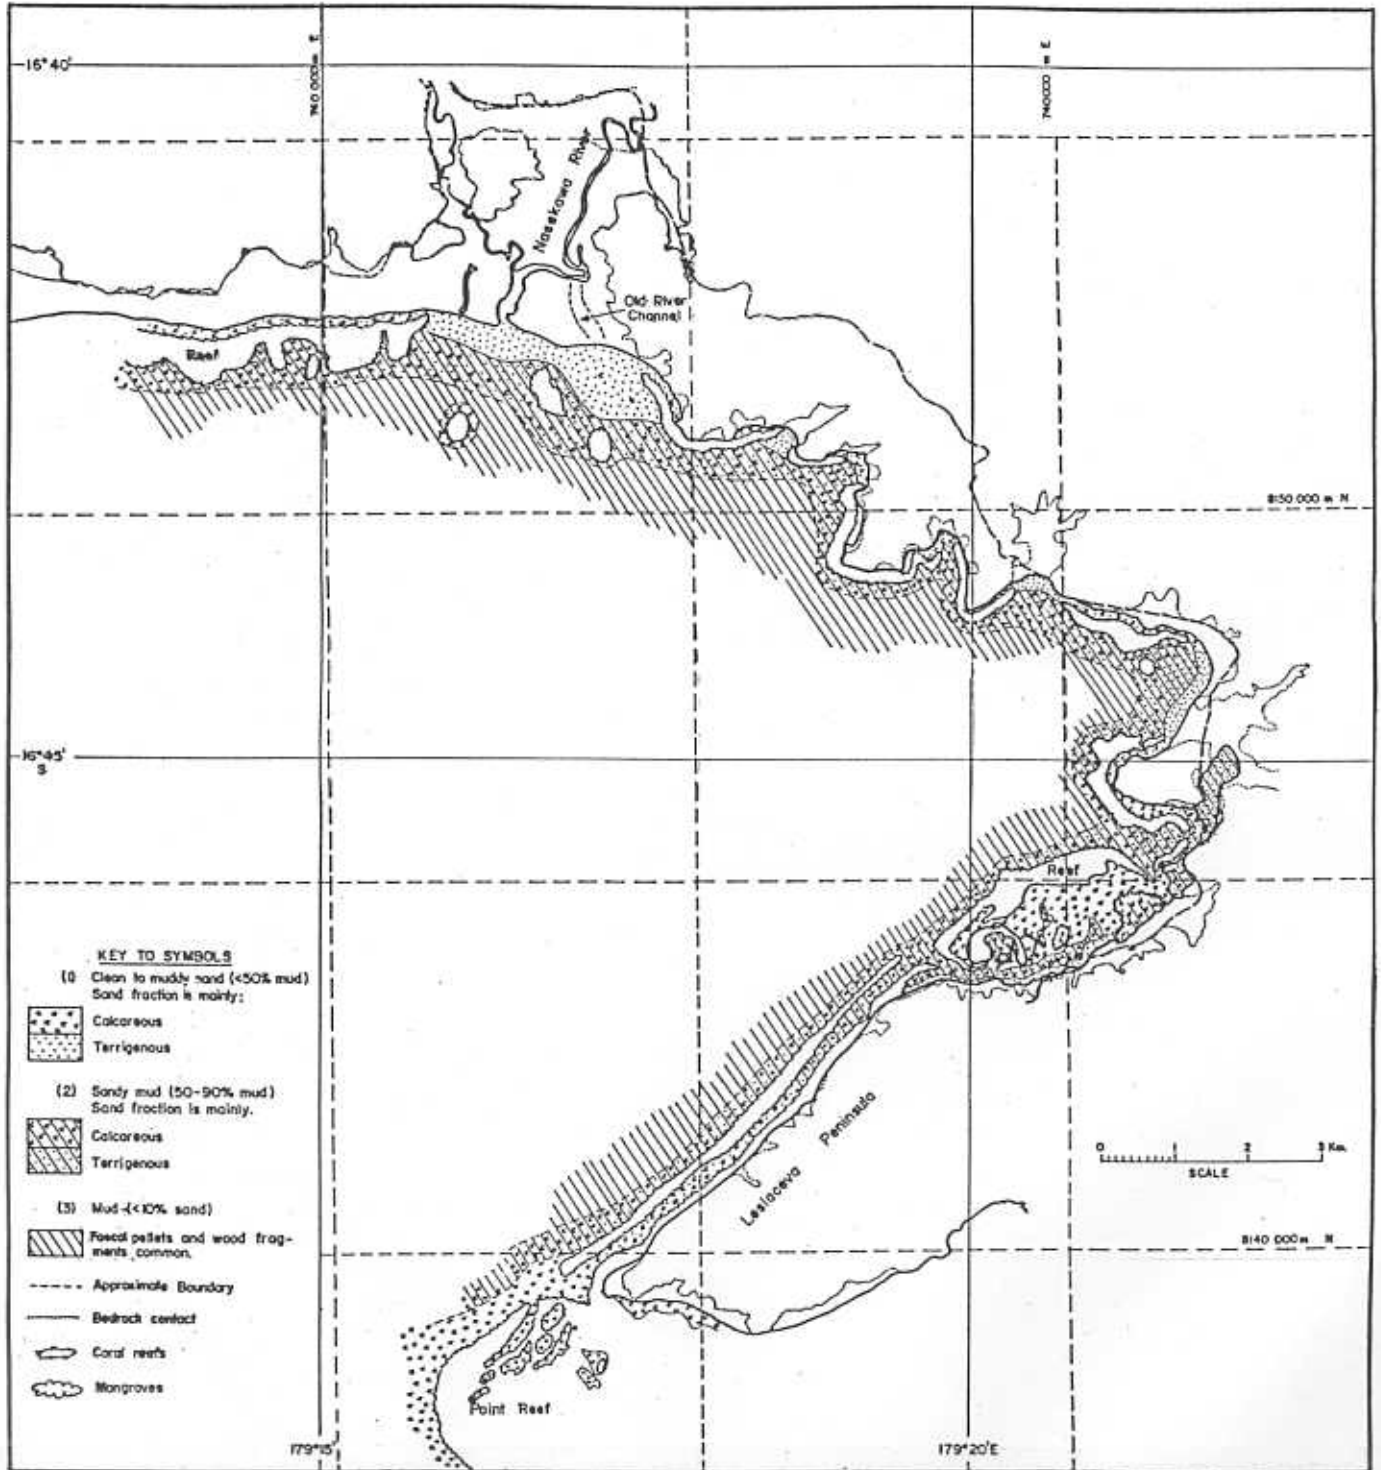 740 000 m E
740000 m E
16°40'
Nasekawa River
Old River
Channel
Reef
8150 000 m N
16°45'
S
Reef
KEY TO SYMBOLS
(1) Clean to muddy sand (<50% mud)
Sand fraction is mainly:
Calcareous
Terrigenous
(2) Sandy mud (50-90% mud)
Sand fraction is mainly.
Calcareous
Terrigenous
(3) Mud (<10% sand)
Faecal pellets and wood frag-
ments common.
Approximate Boundary
Bedrock contact
Coral reefs
Mangroves
Lesiaceva Peninsula
0 1 2 3 Km.
SCALE
8140 000m N
Point Reef
179°15'
179°20'E